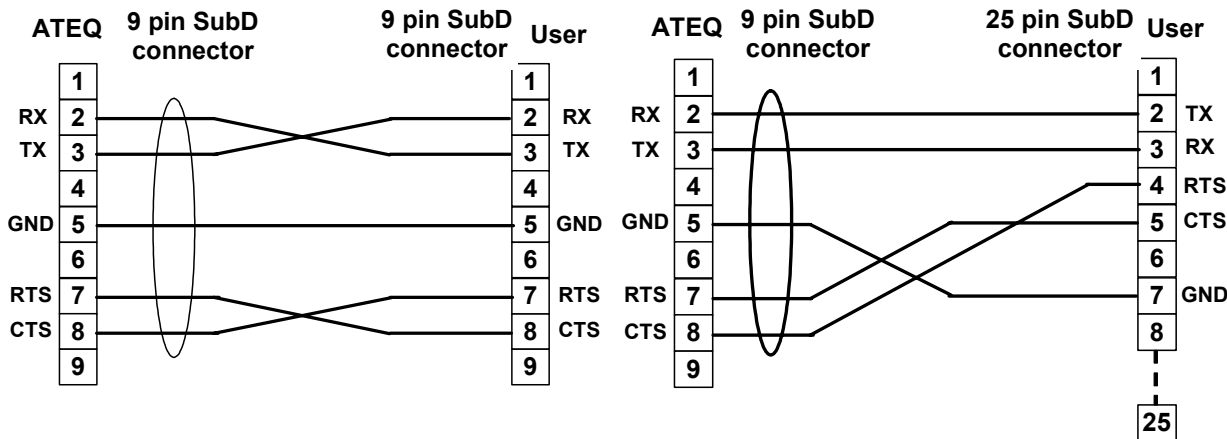 ATEQ
9 pin SubD
connector
9 pin SubD
connector
User
1
RX 2
TX 3
4
GND 5
6
RTS 7
CTS 8
9
1
2 RX
3 TX
4
5 GND
6
7 RTS
8 CTS
9
ATEQ
9 pin SubD
connector
25 pin SubD
connector
User
1
RX 2
TX 3
4
GND 5
6
RTS 7
CTS 8
9
1
2 TX
3 RX
4 RTS
5 CTS
6
7 GND
8
25